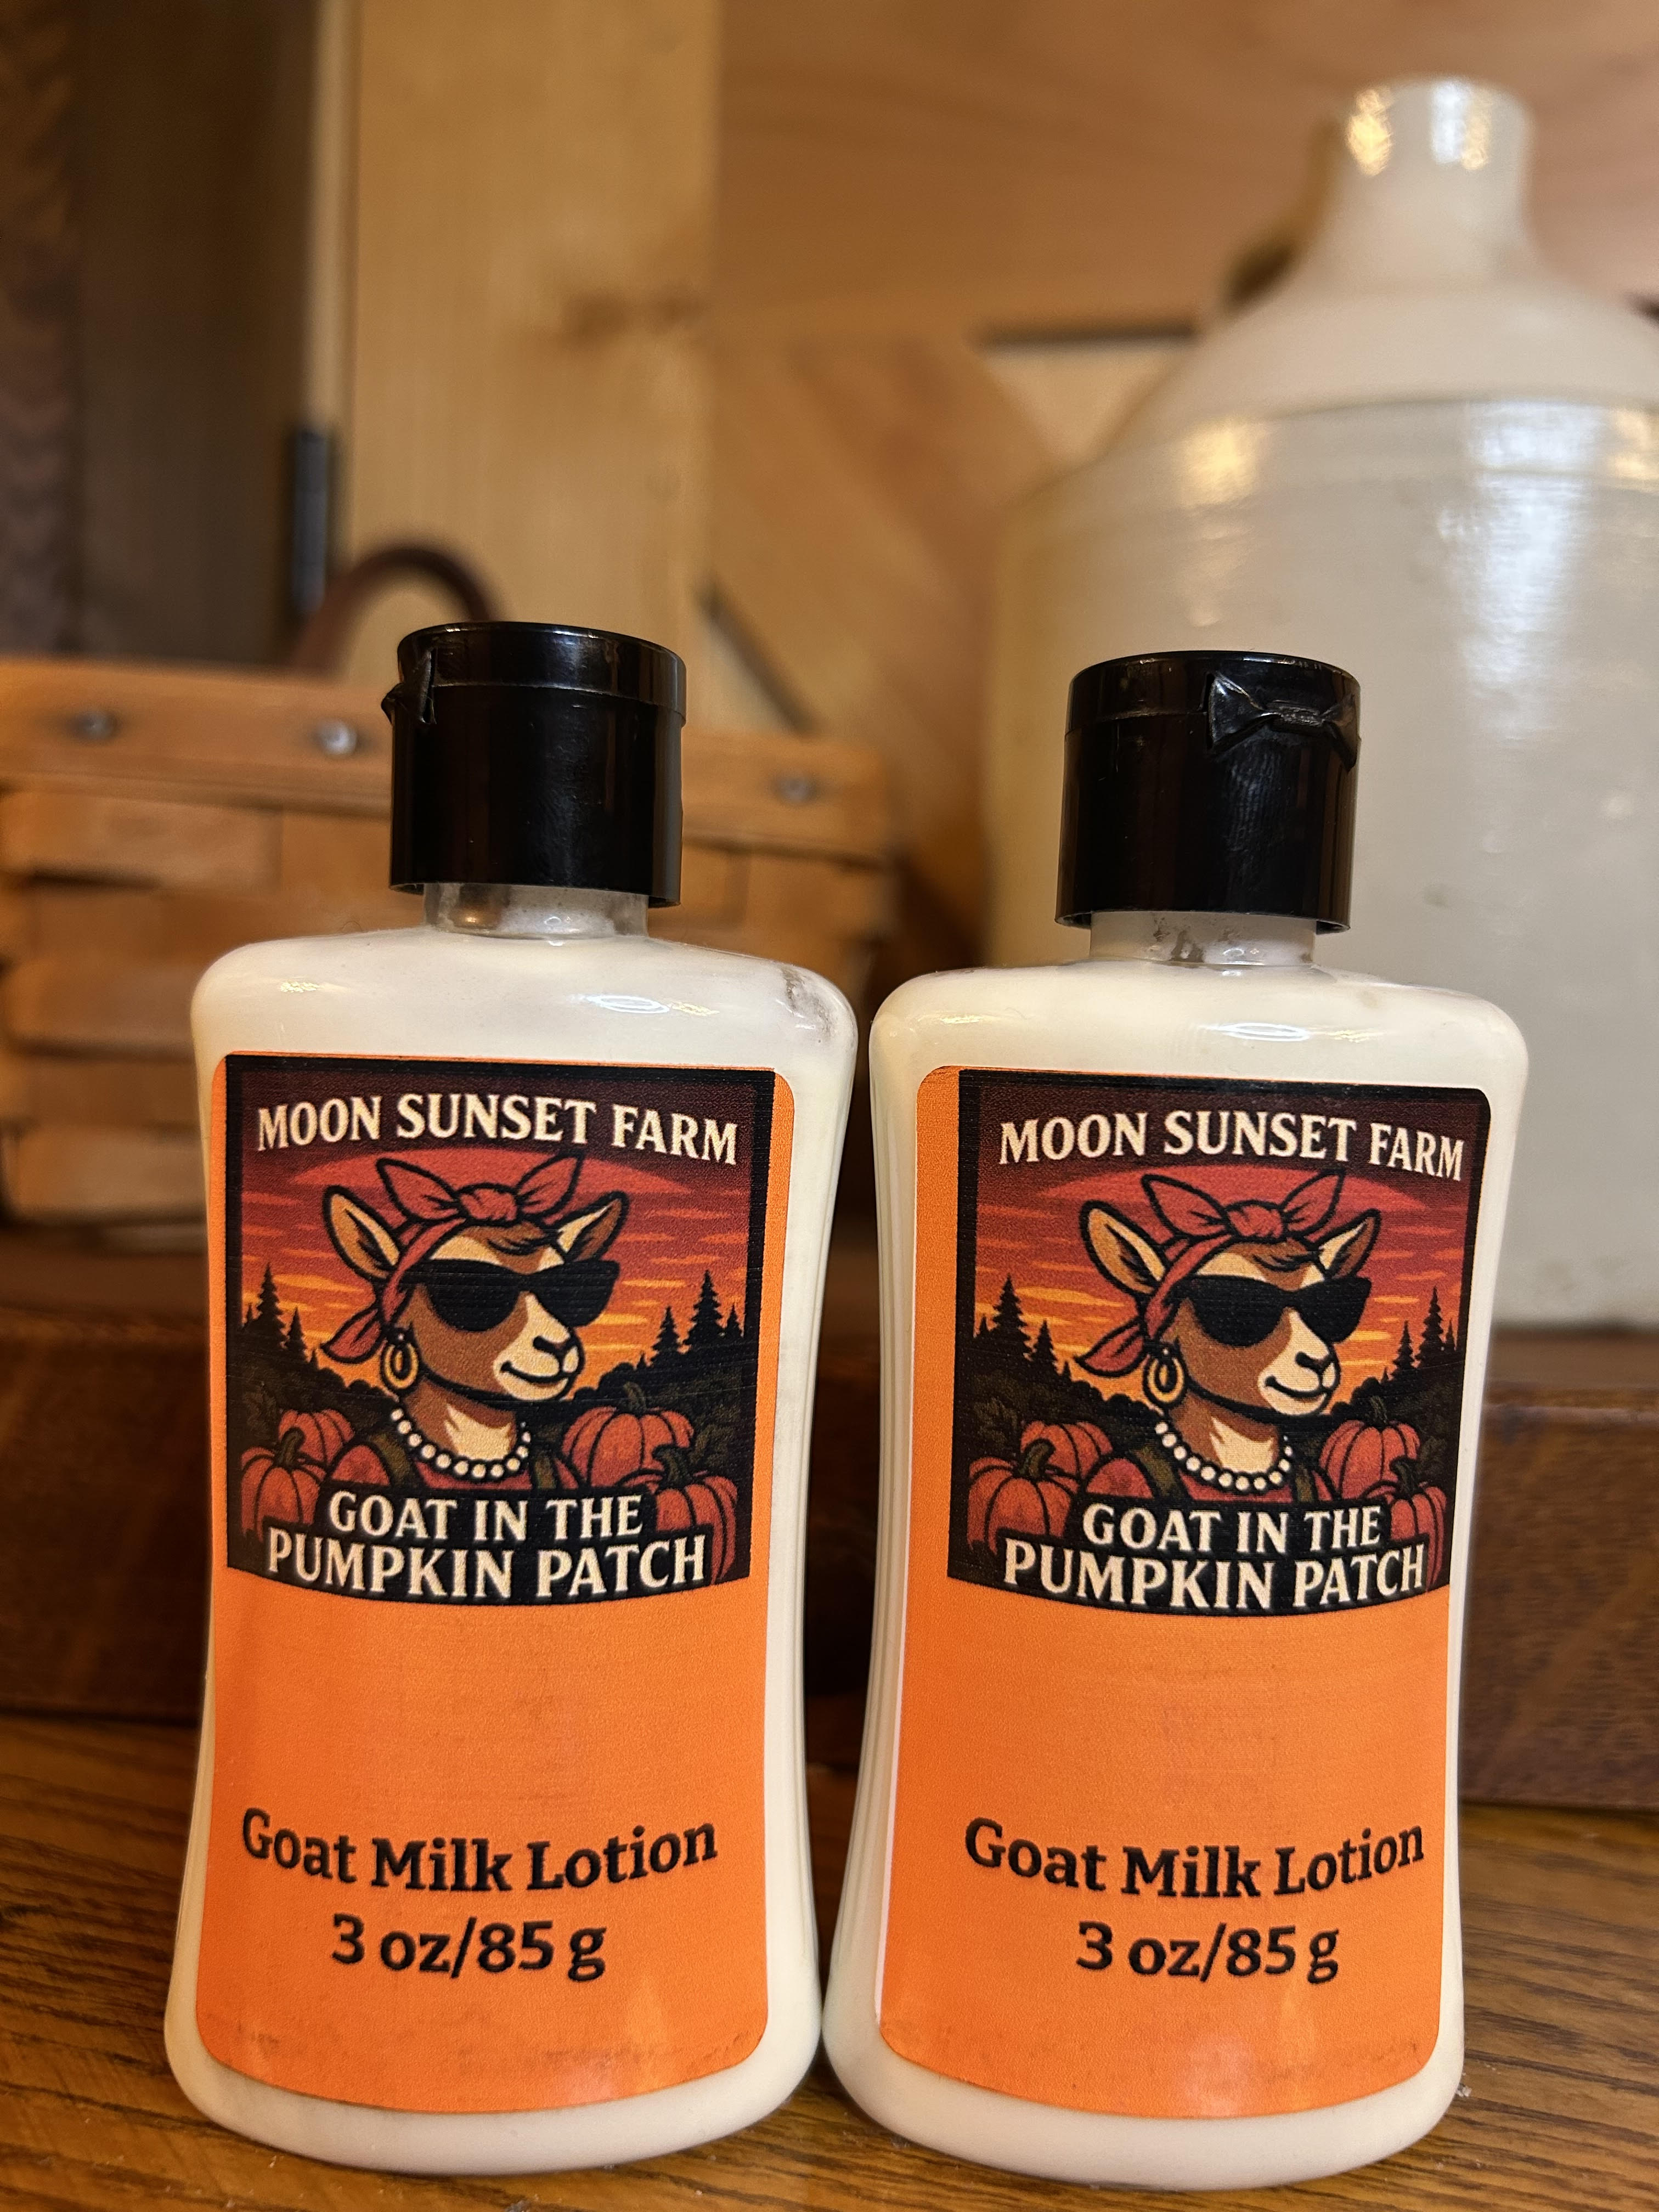 MOON SUNSET FARM
GOAT IN THE
PUMPKIN PATCH
Goat Milk Lotion
3 oz/85 g
MOON SUNSET FARM
GOAT IN THE
PUMPKIN PATCH
Goat Milk Lotion
3 oz/85 g